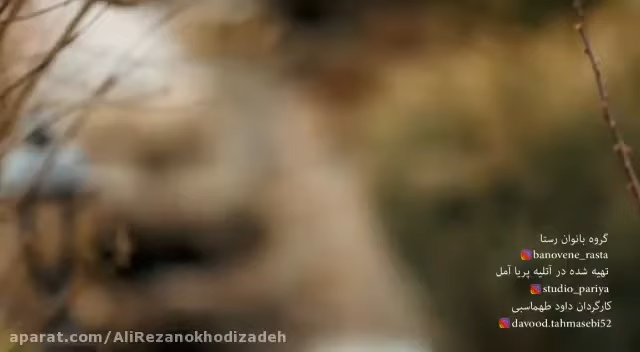 گروه بانوان رستا
banovene_rasta
تهیه شده در آتلیه پریا آمل
studio_pariya
کارگردان داود طهماسبی
davood.tahmasebi52
aparat.com/AliRezanokhodizadeh